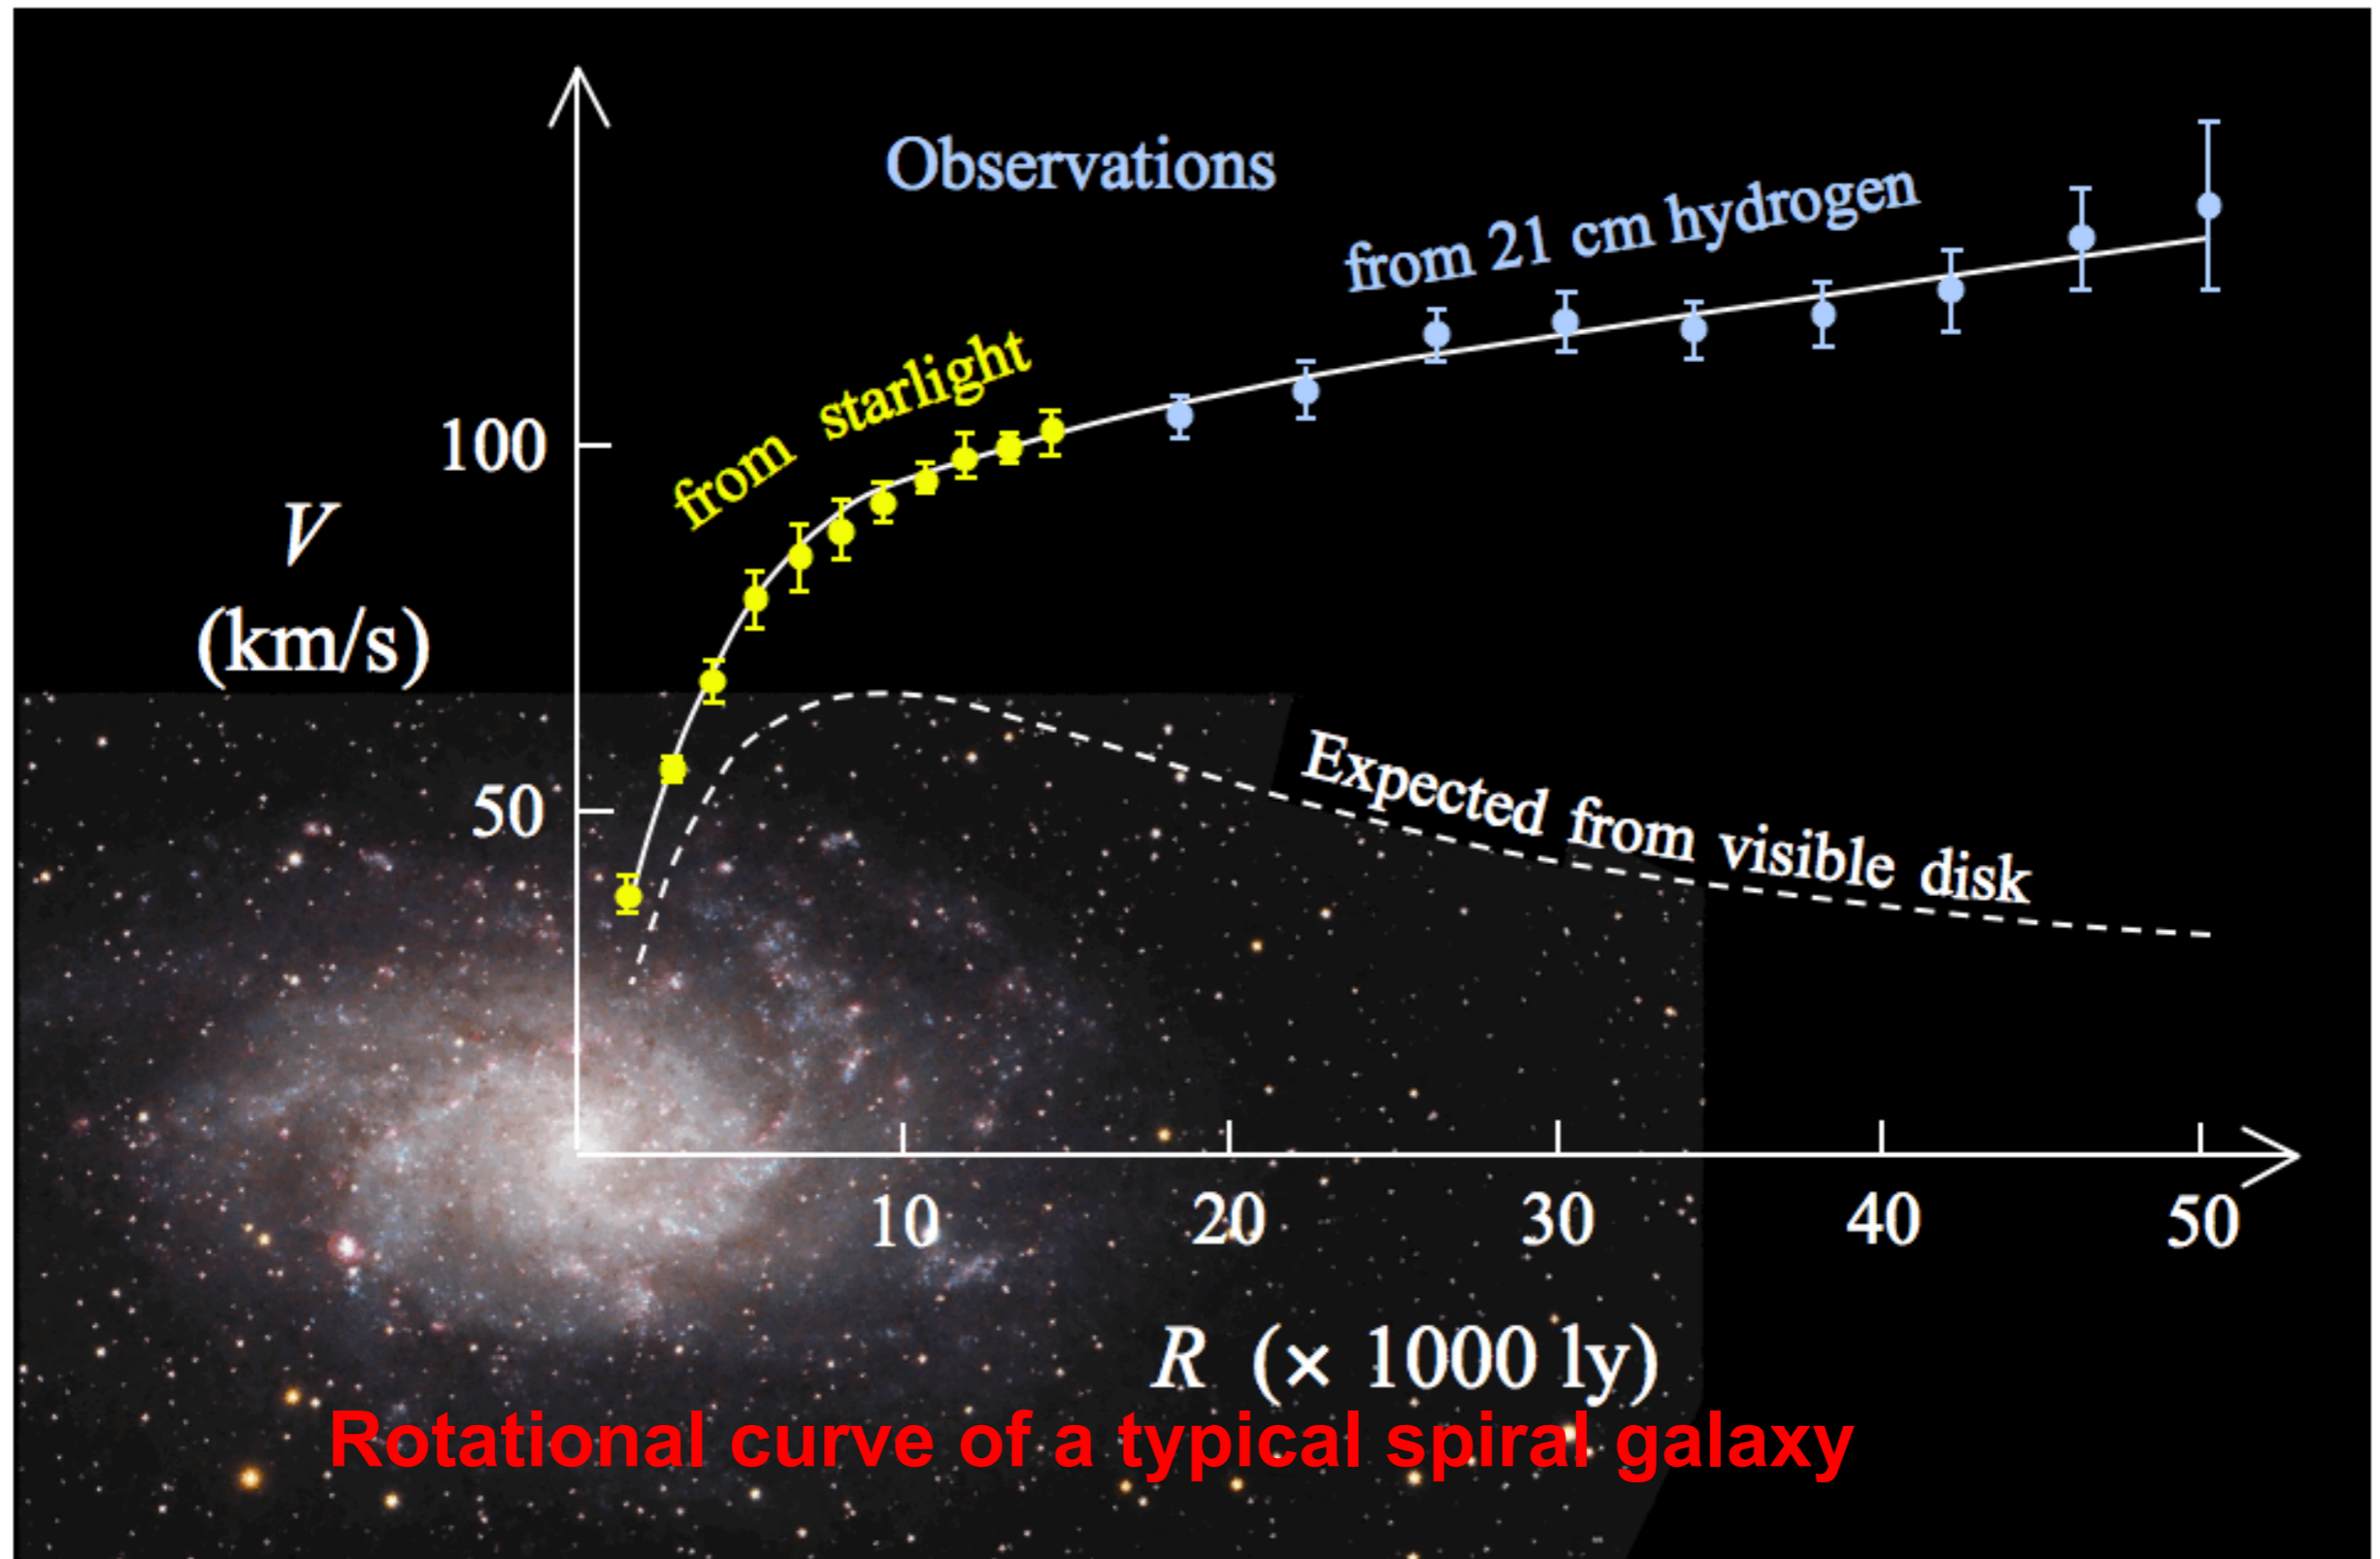 Observations
from 21 cm hydrogen
from starlight
100
V
(km/s)
50
Expected from visible disk
10 20 30 40 50
R (× 1000 ly)
Rotational curve of a typical spiral galaxy